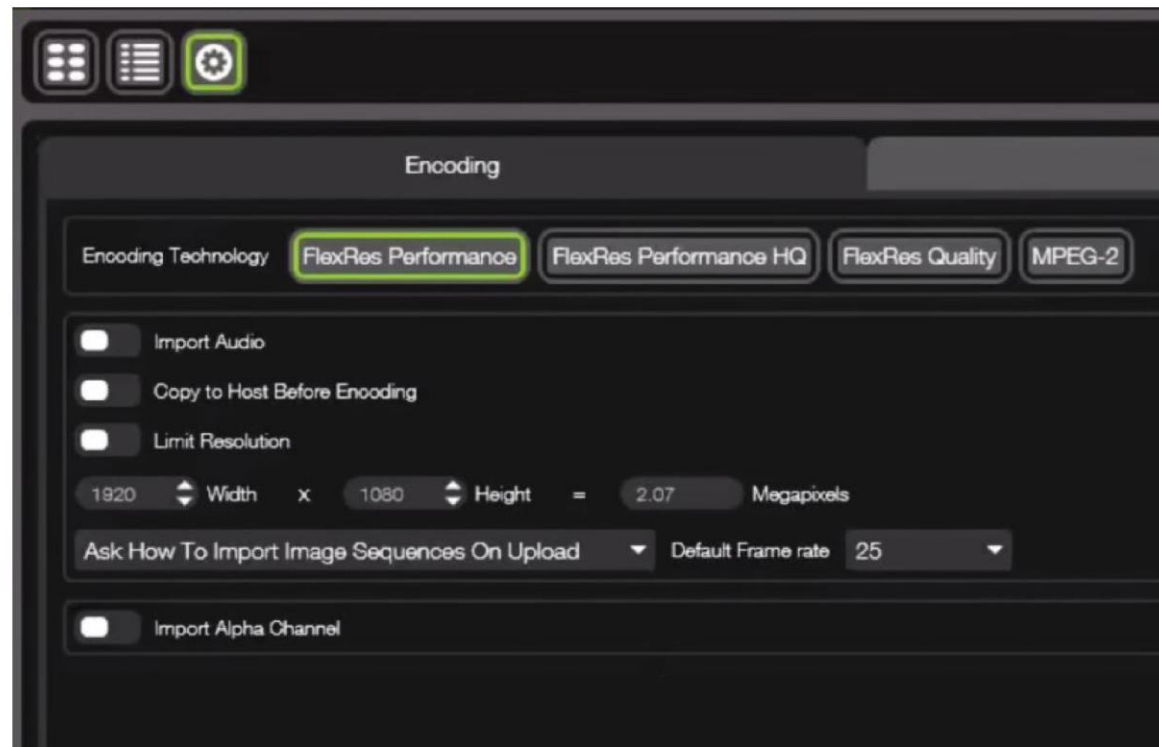 Encoding
Encoding Technology FlexRes Performance FlexRes Performance HQ FlexRes Quality MPEG-2
Import Audio
Copy to Host Before Encoding
Limit Resolution
1920 Width x 1080 Height = 2.07 Megapixels
Ask How To Import Image Sequences On Upload Default Frame rate 25
Import Alpha Channel